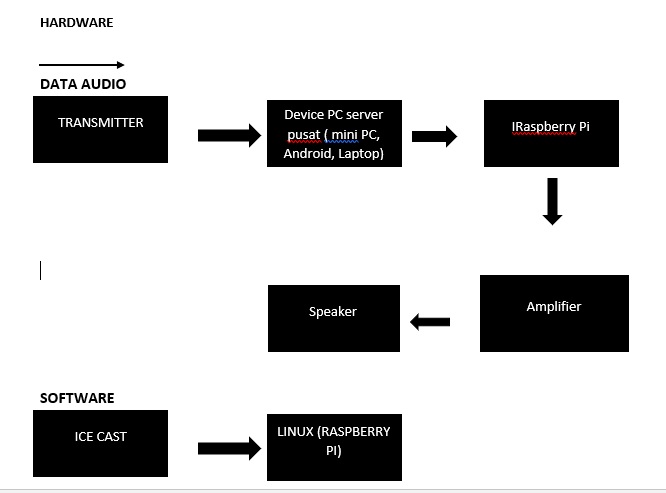 HARDWARE
DATA AUDIO
TRANSMITTER
Device PC server
pusat ( mini PC,
Android, Laptop)
IRaspberry Pi
Speaker
Amplifier
SOFTWARE
ICE CAST
LINUX (RASPBERRY
PI)